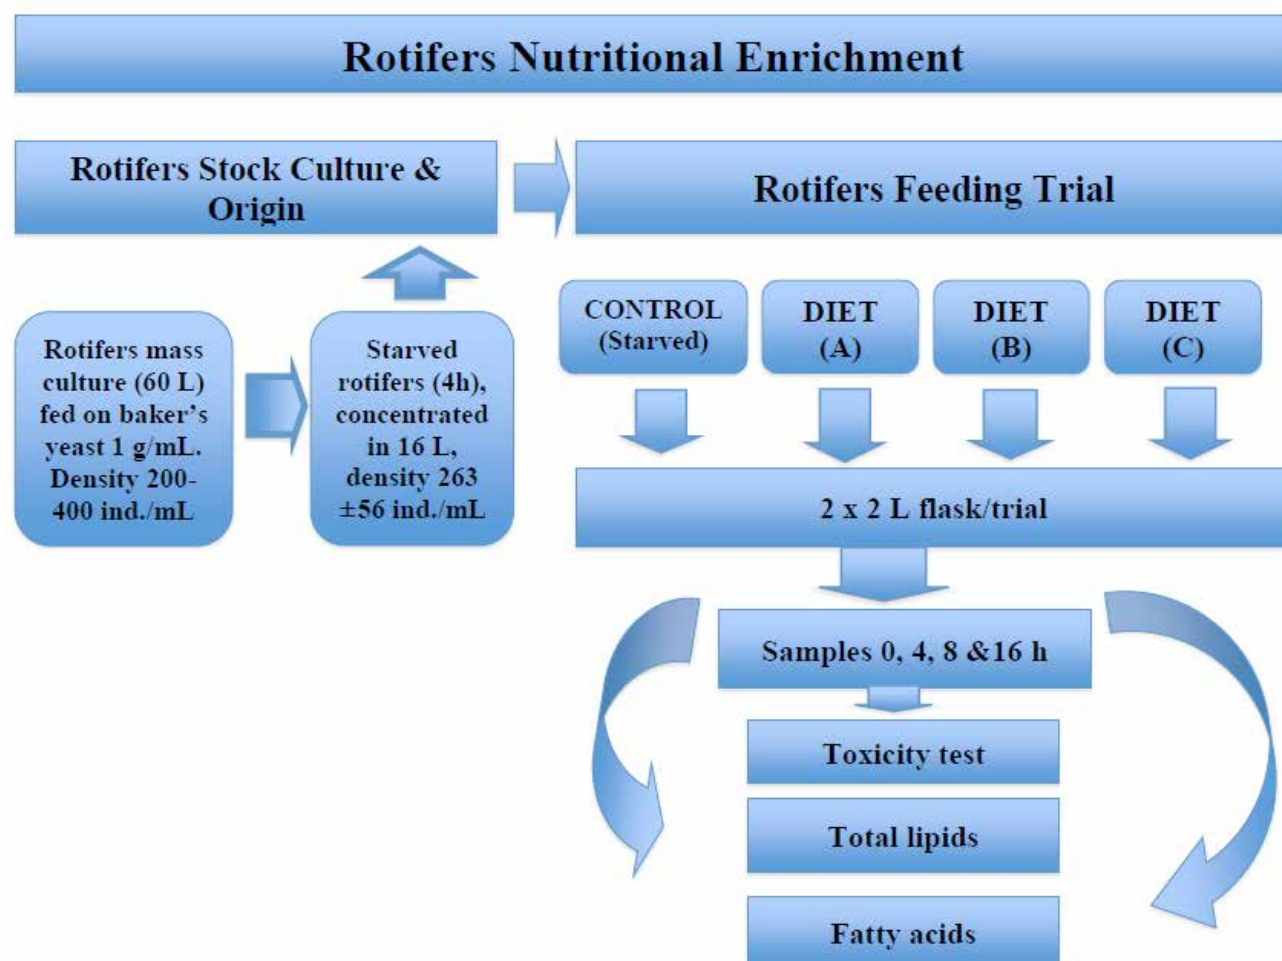 Rotifers Nutritional Enrichment
Rotifers Stock Culture &
Origin
Rotifers Feeding Trial
Rotifers mass
culture (60 L)
fed on baker’s
yeast 1 g/mL.
Density 200-
400 ind./mL
Starved
rotifers (4h),
concentrated
in 16 L,
density 263
±56 ind./mL
CONTROL
(Starved)
DIET
(A)
DIET
(B)
DIET
(C)
2 x 2 L flask/trial
Samples 0, 4, 8 &16 h
Toxicity test
Total lipids
Fatty acids